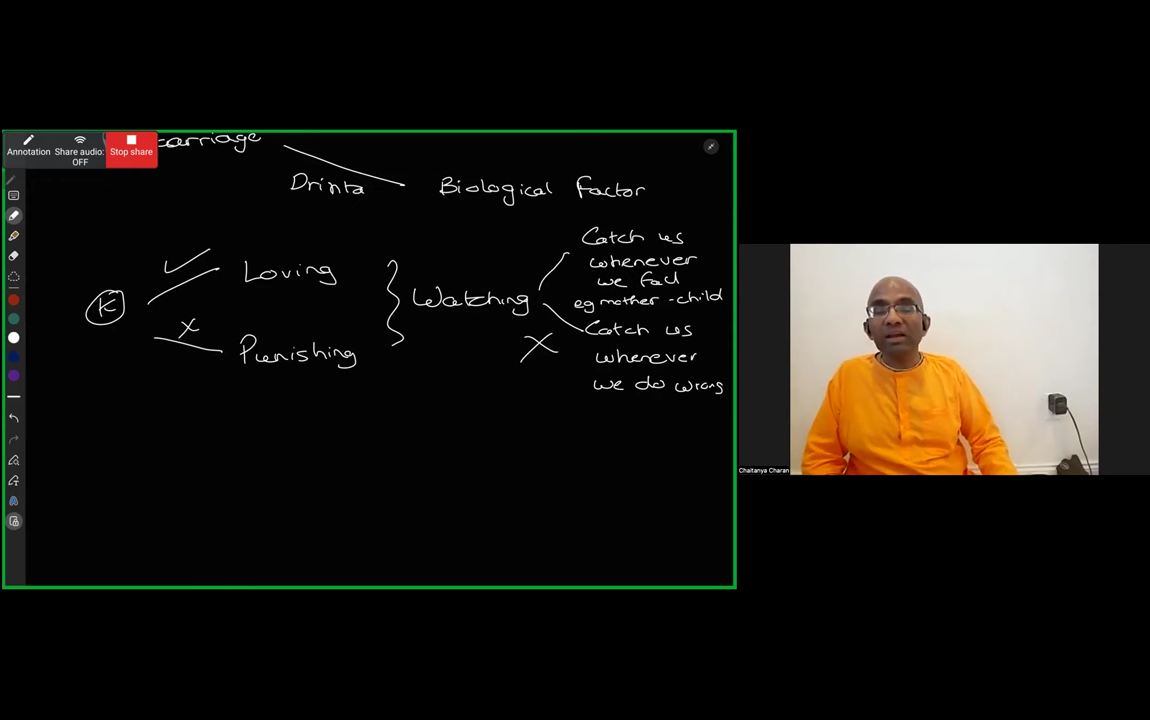 Annotation
Share audio:
OFF
Stop share
carriage
Drinks
Biological Factor
Catch us
whenever
we fall
eg mother-child
Loving
K
Watching
Catch us
whenever
we do wrong
Punishing
Chaitanya Charan